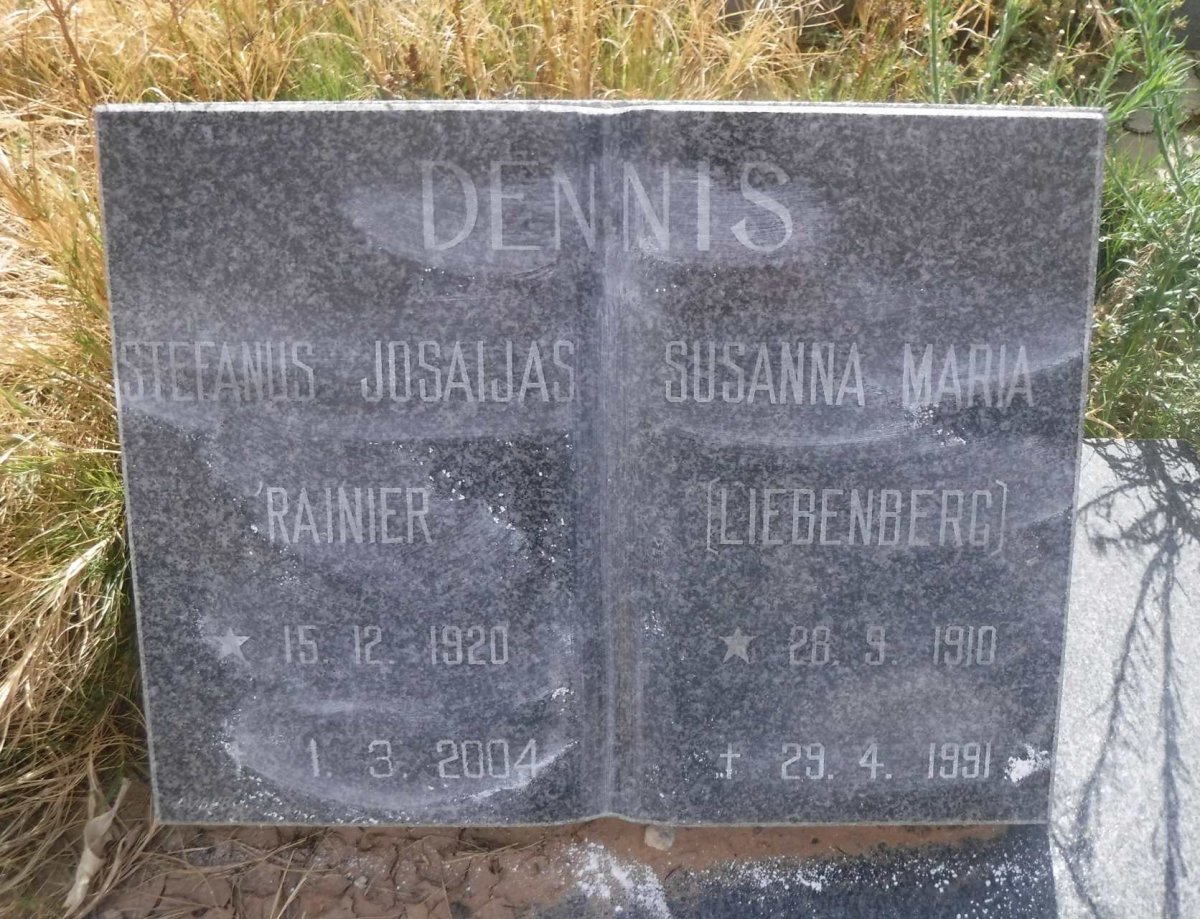 DENNIS
STEFANUS JOSAIJAS
'RAINIER
★ 15. 12. 1920
† 1. 3. 2004
SUSANNA MARIA
(LIEBENBERG)
★ 28. 9. 1910
† 29. 4. 1991